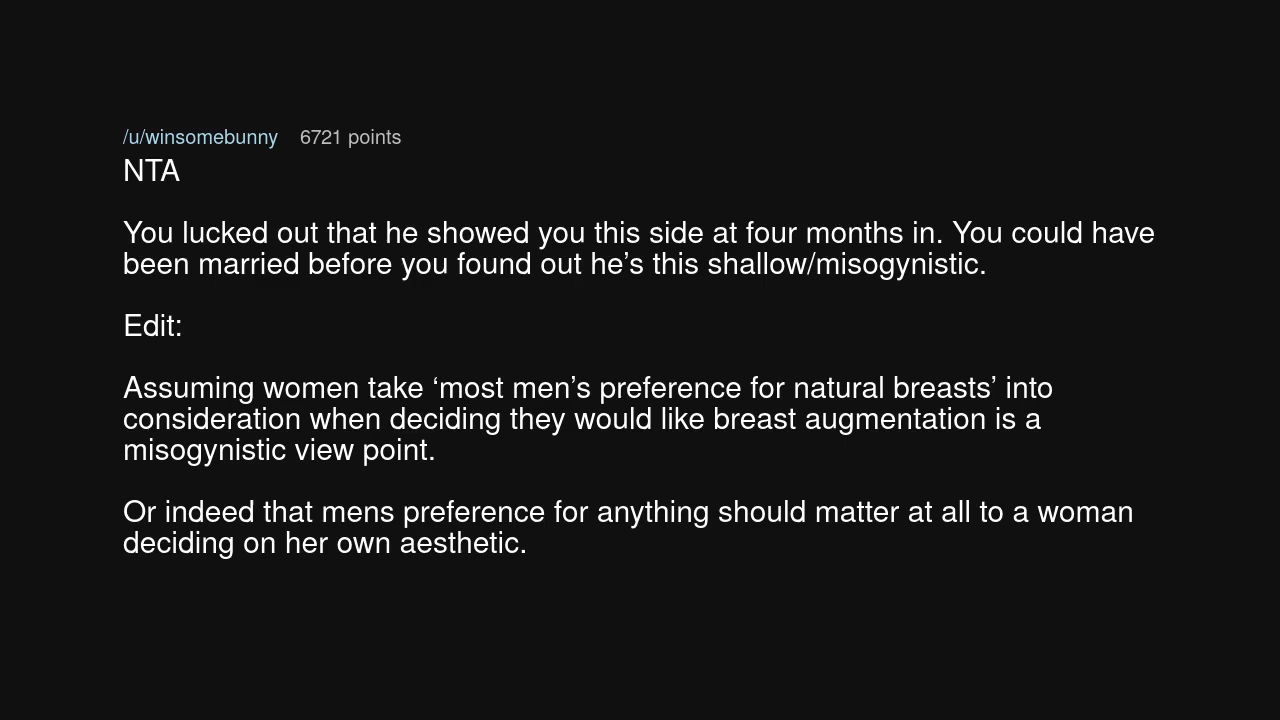 /u/winsomebunny 6721 points
NTA
You lucked out that he showed you this side at four months in. You could have
been married before you found out he’s this shallow/misogynistic.
Edit:
Assuming women take ‘most men’s preference for natural breasts’ into
consideration when deciding they would like breast augmentation is a
misogynistic view point.
Or indeed that mens preference for anything should matter at all to a woman
deciding on her own aesthetic.